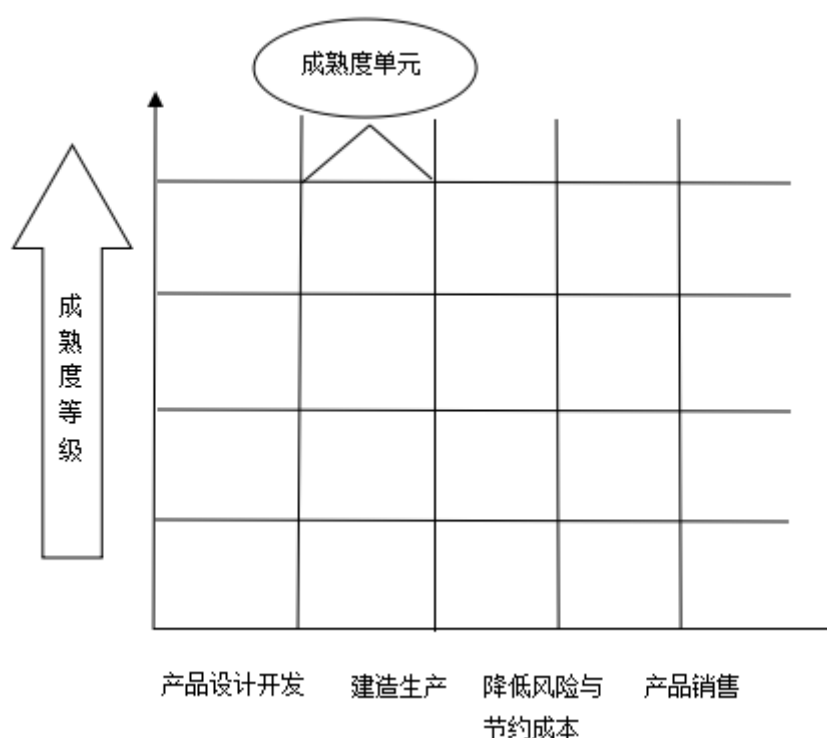 成熟度单元
成熟度等级
产品设计开发
建造生产
降低风险与
节约成本
产品销售